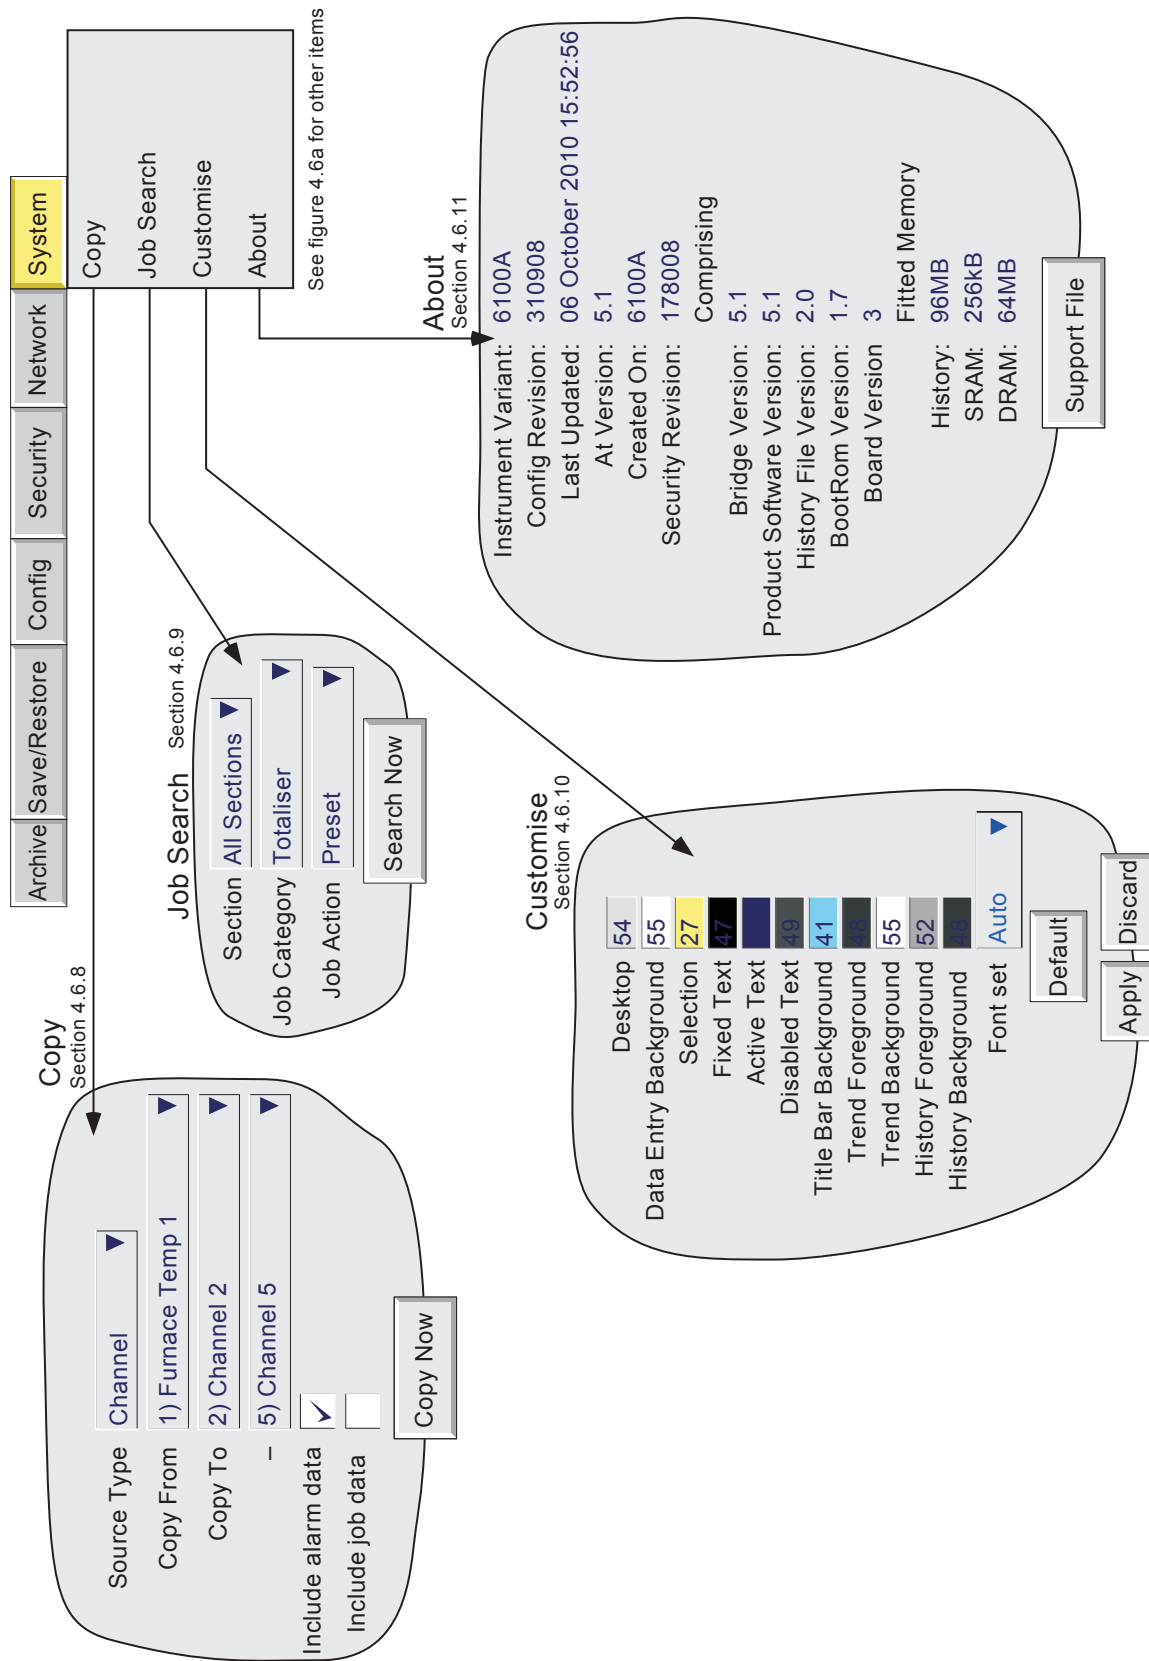 Archive Save/Restore Config Security Network System
Copy
Job Search
Customise
About
See figure 4.6a for other items
Copy
Section 4.6.8
Source Type Channel
Copy From 1) Furnace Temp 1
Copy To 2) Channel 2
– 5) Channel 5
Include alarm data
Include job data
Copy Now
Job Search Section 4.6.9
Section All Sections
Job Category Totaliser
Job Action Preset
Search Now
Customise
Section 4.6.10
Desktop 54
Data Entry Background 55
Selection 27
Fixed Text 47
Active Text
Disabled Text 49
Title Bar Background 41
Trend Foreground 48
Trend Background 55
History Foreground 52
History Background 48
Font set Auto
Default
Apply Discard
About
Section 4.6.11
Instrument Variant: 6100A
Config Revision: 310908
Last Updated: 06 October 2010 15:52:56
At Version: 5.1
Created On: 6100A
Security Revision: 178008
Comprising
Bridge Version: 5.1
Product Software Version: 5.1
History File Version: 2.0
BootRom Version: 1.7
Board Version 3
Fitted Memory
History: 96MB
SRAM: 256kB
DRAM: 64MB
Support File